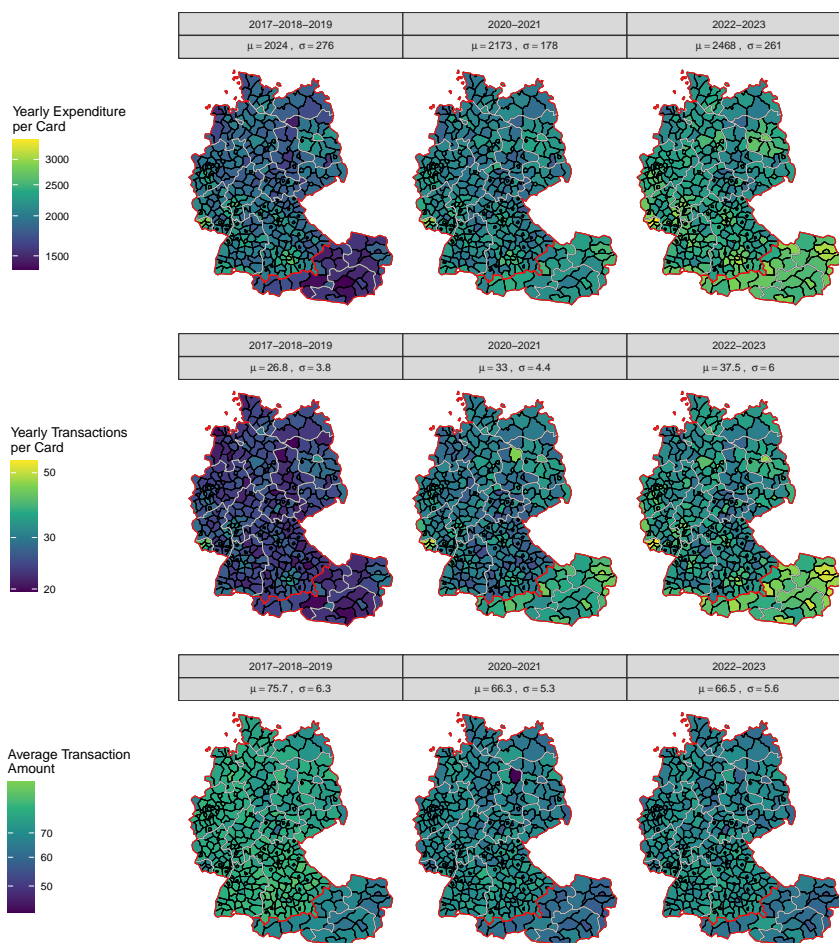 2017–2018–2019
2020–2021
2022–2023
μ = 2024 , σ = 276
μ = 2173 , σ = 178
μ = 2468 , σ = 261
Yearly Expenditure
per Card
3000
2500
2000
1500
2017–2018–2019
2020–2021
2022–2023
μ = 26.8 , σ = 3.8
μ = 33 , σ = 4.4
μ = 37.5 , σ = 6
Yearly Transactions
per Card
50
30
20
2017–2018–2019
2020–2021
2022–2023
μ = 75.7 , σ = 6.3
μ = 66.3 , σ = 5.3
μ = 66.5 , σ = 5.6
Average Transaction
Amount
70
60
50